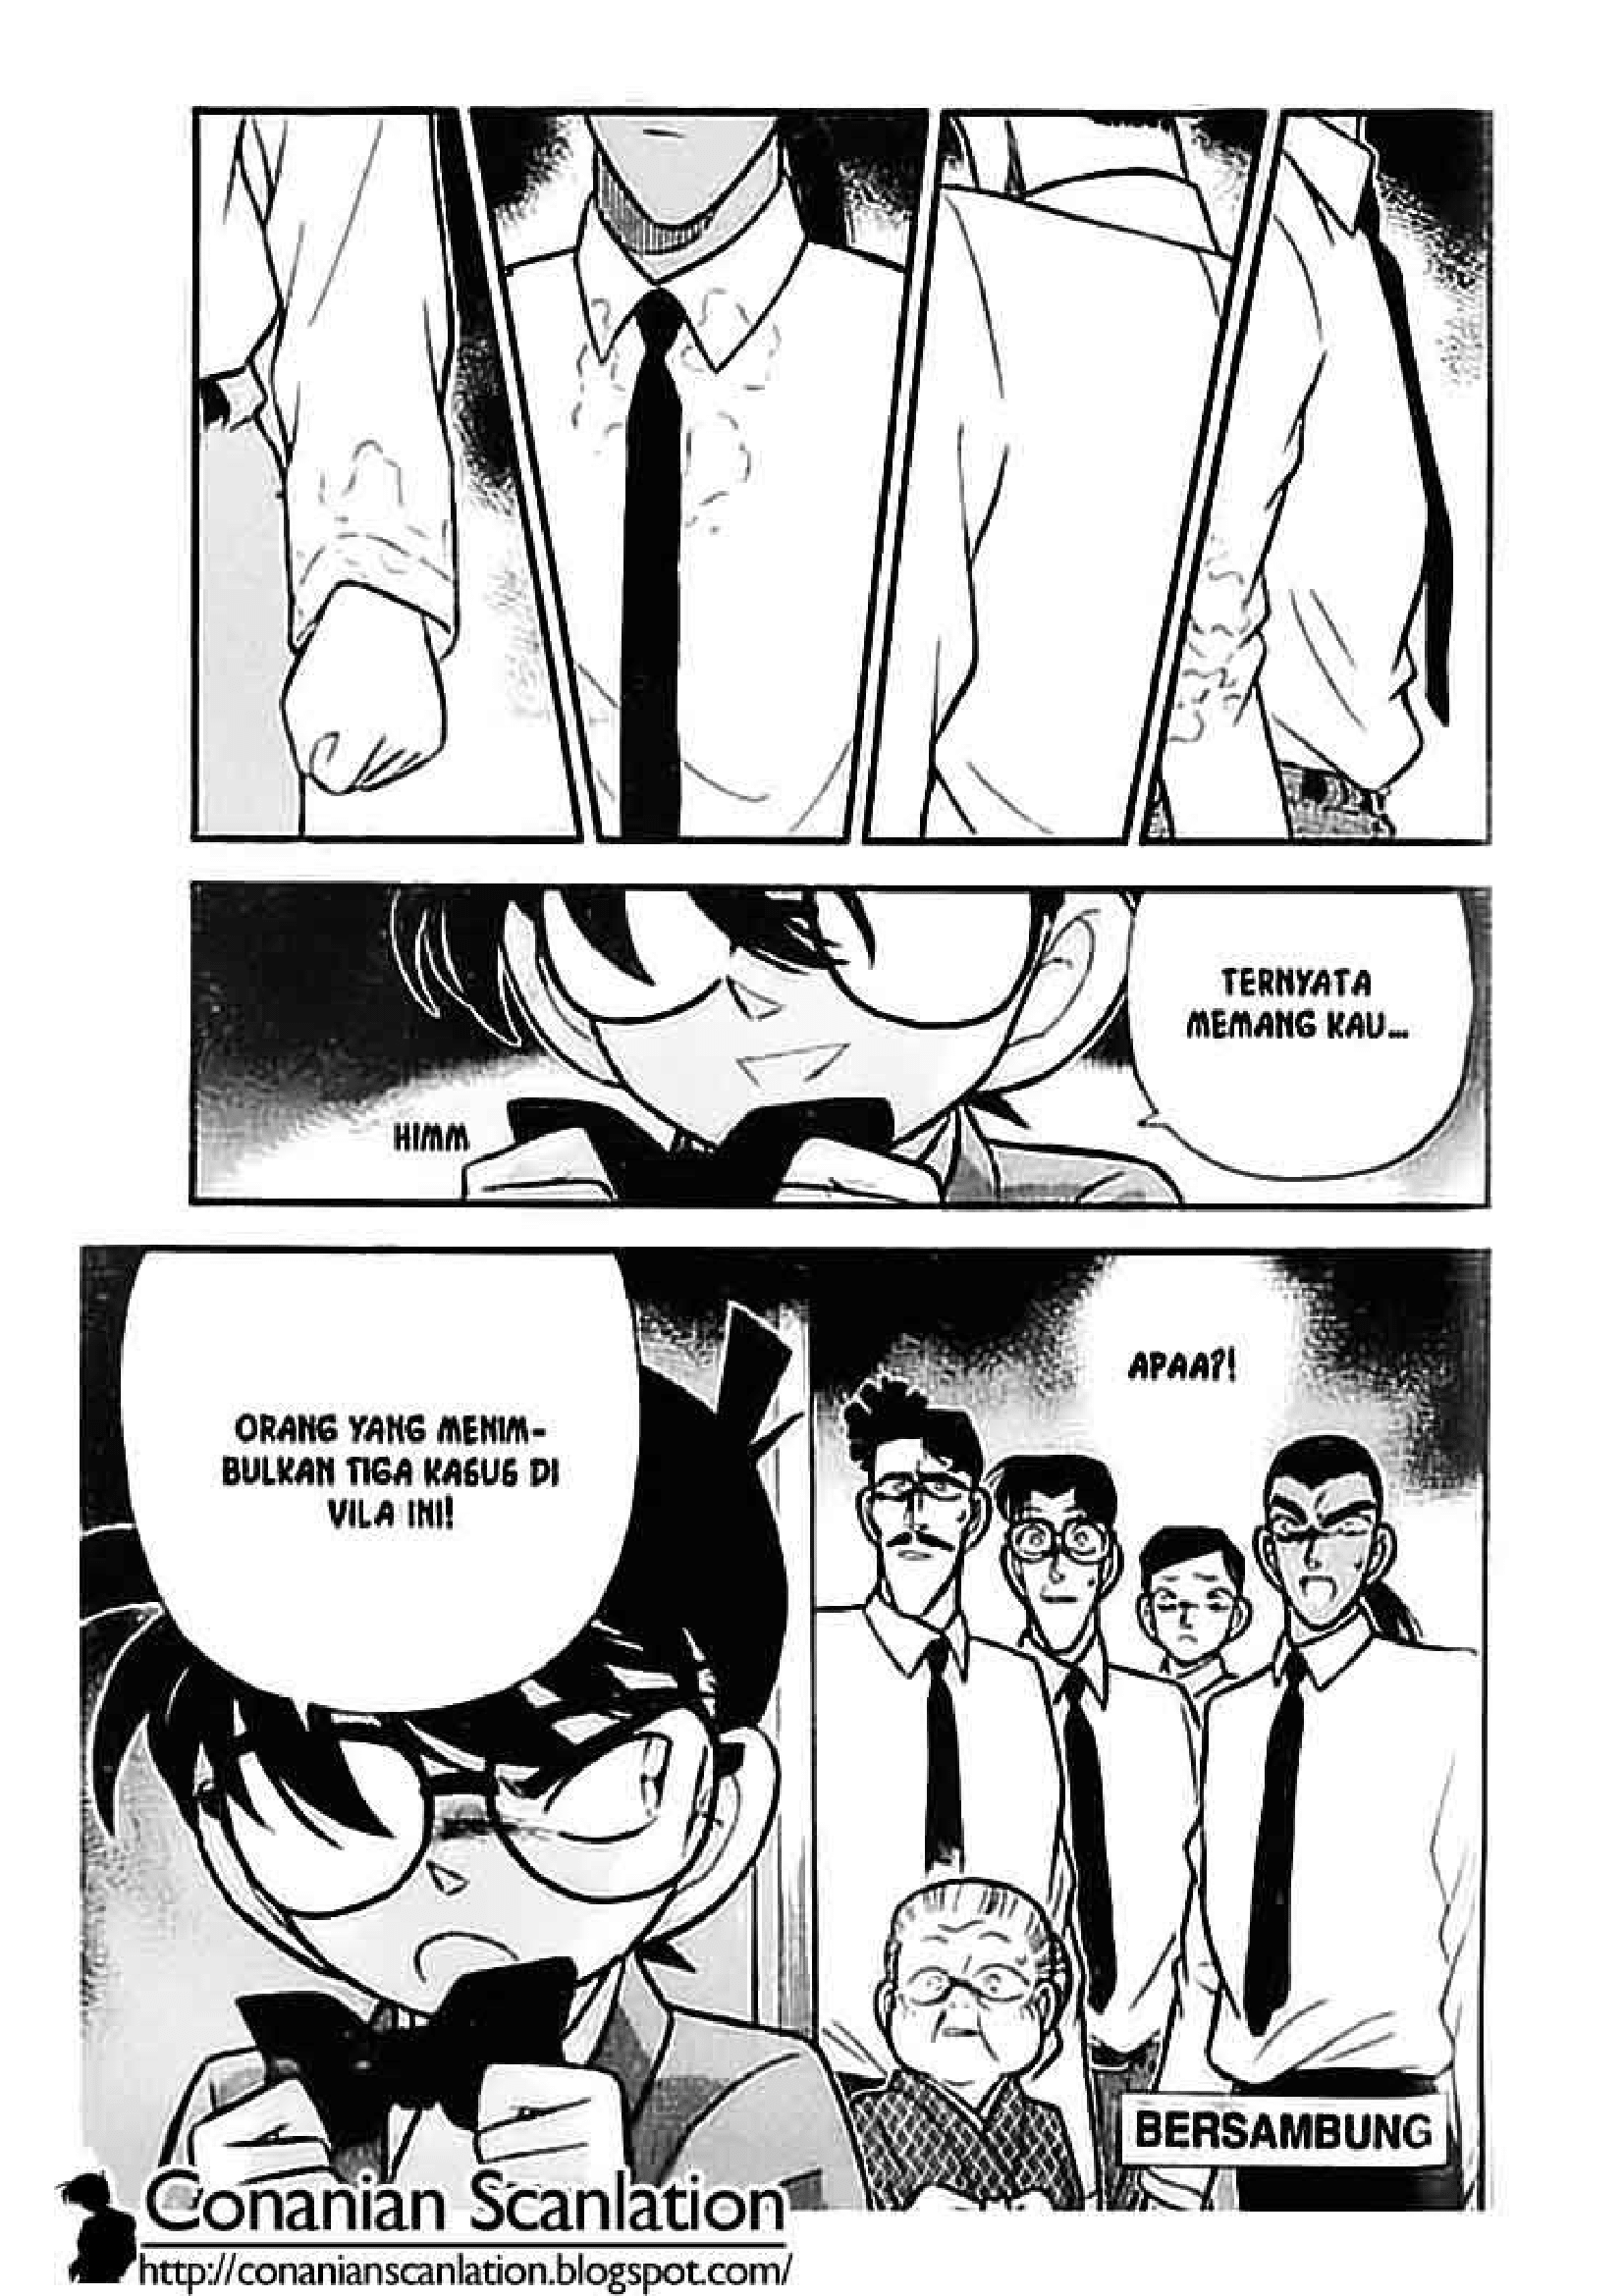 TERNYATA
MEMANG KAU...
HIMM
APAA?!
ORANG YANG MENIM-
BULKAN TIGA KASUS DI
VILA INI!
BERSAMBUNG
Conanian Scanlation
http://conanianscanlation.blogspot.com/